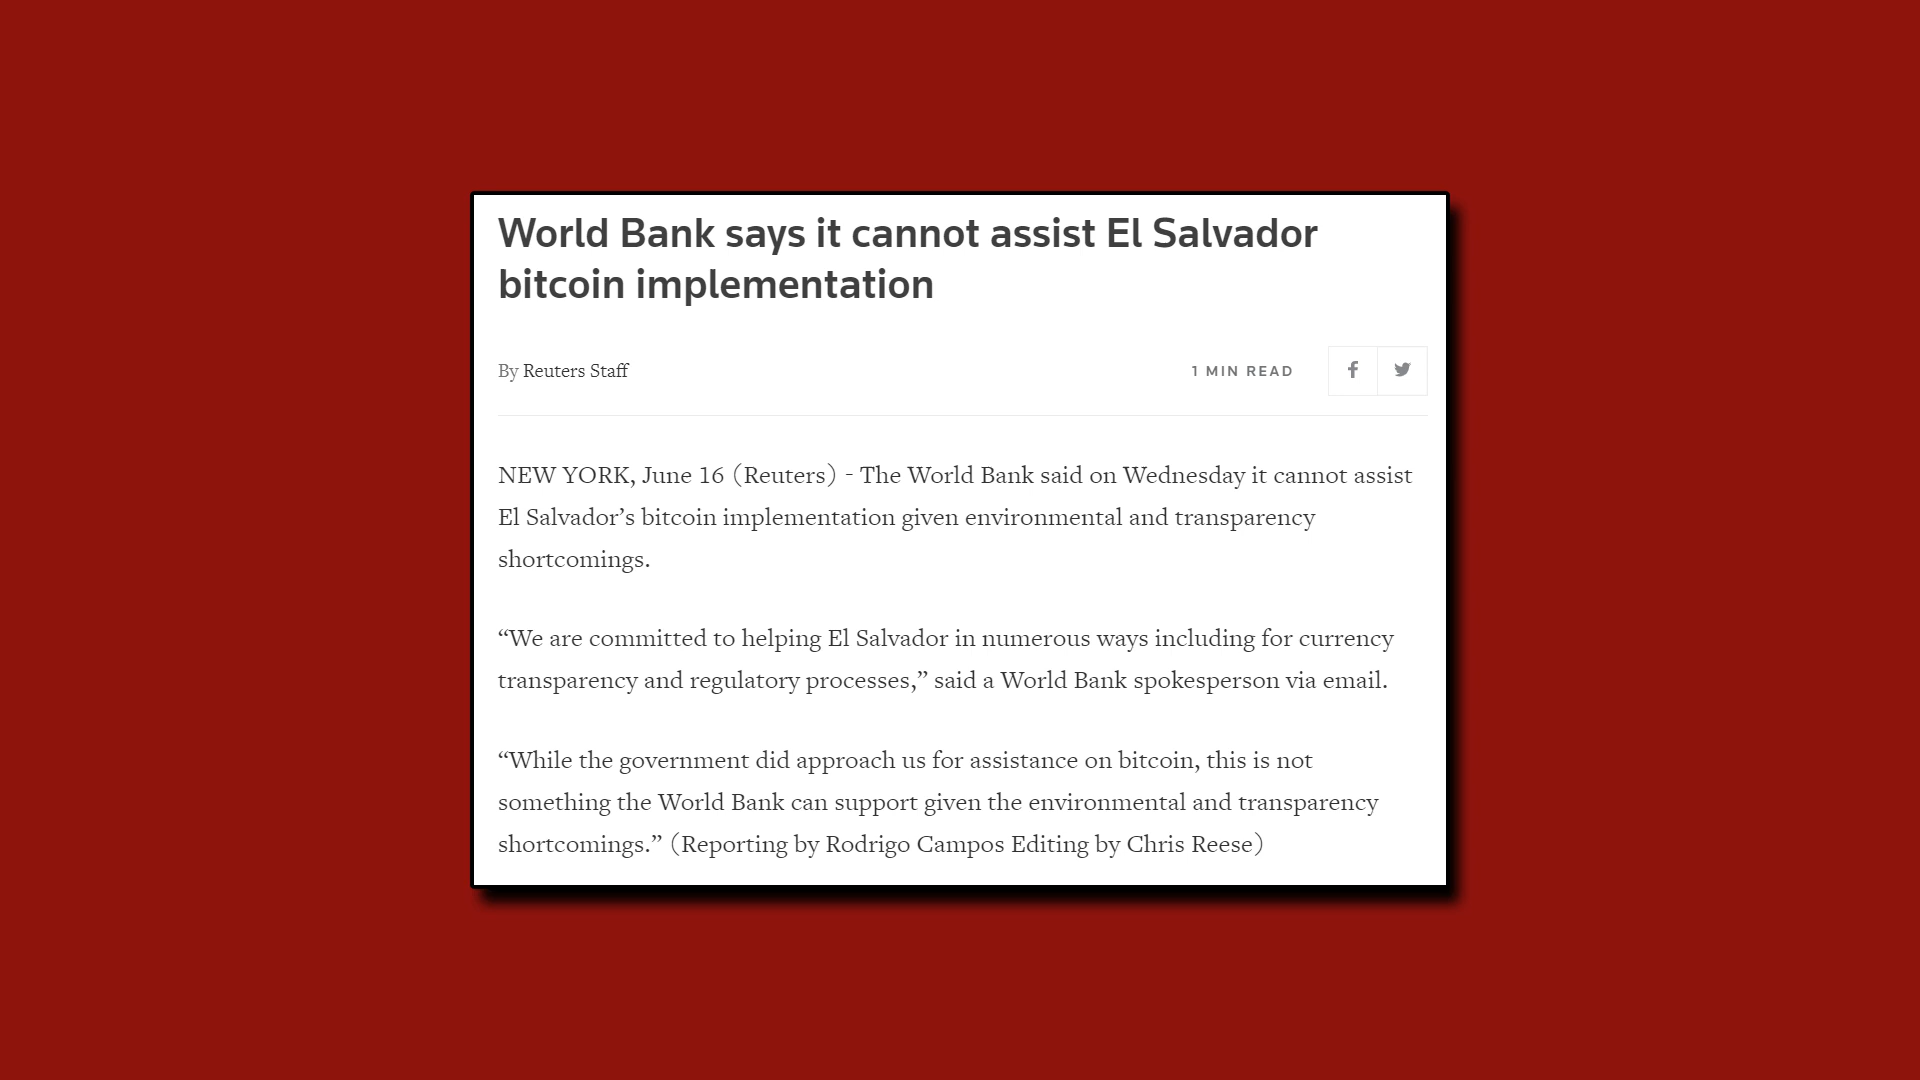 World Bank says it cannot assist El Salvador
bitcoin implementation
By Reuters Staff
1 MIN READ
NEW YORK, June 16 (Reuters) - The World Bank said on Wednesday it cannot assist
El Salvador’s bitcoin implementation given environmental and transparency
shortcomings.
“We are committed to helping El Salvador in numerous ways including for currency
transparency and regulatory processes,” said a World Bank spokesperson via email.
“While the government did approach us for assistance on bitcoin, this is not
something the World Bank can support given the environmental and transparency
shortcomings.” (Reporting by Rodrigo Campos Editing by Chris Reese)